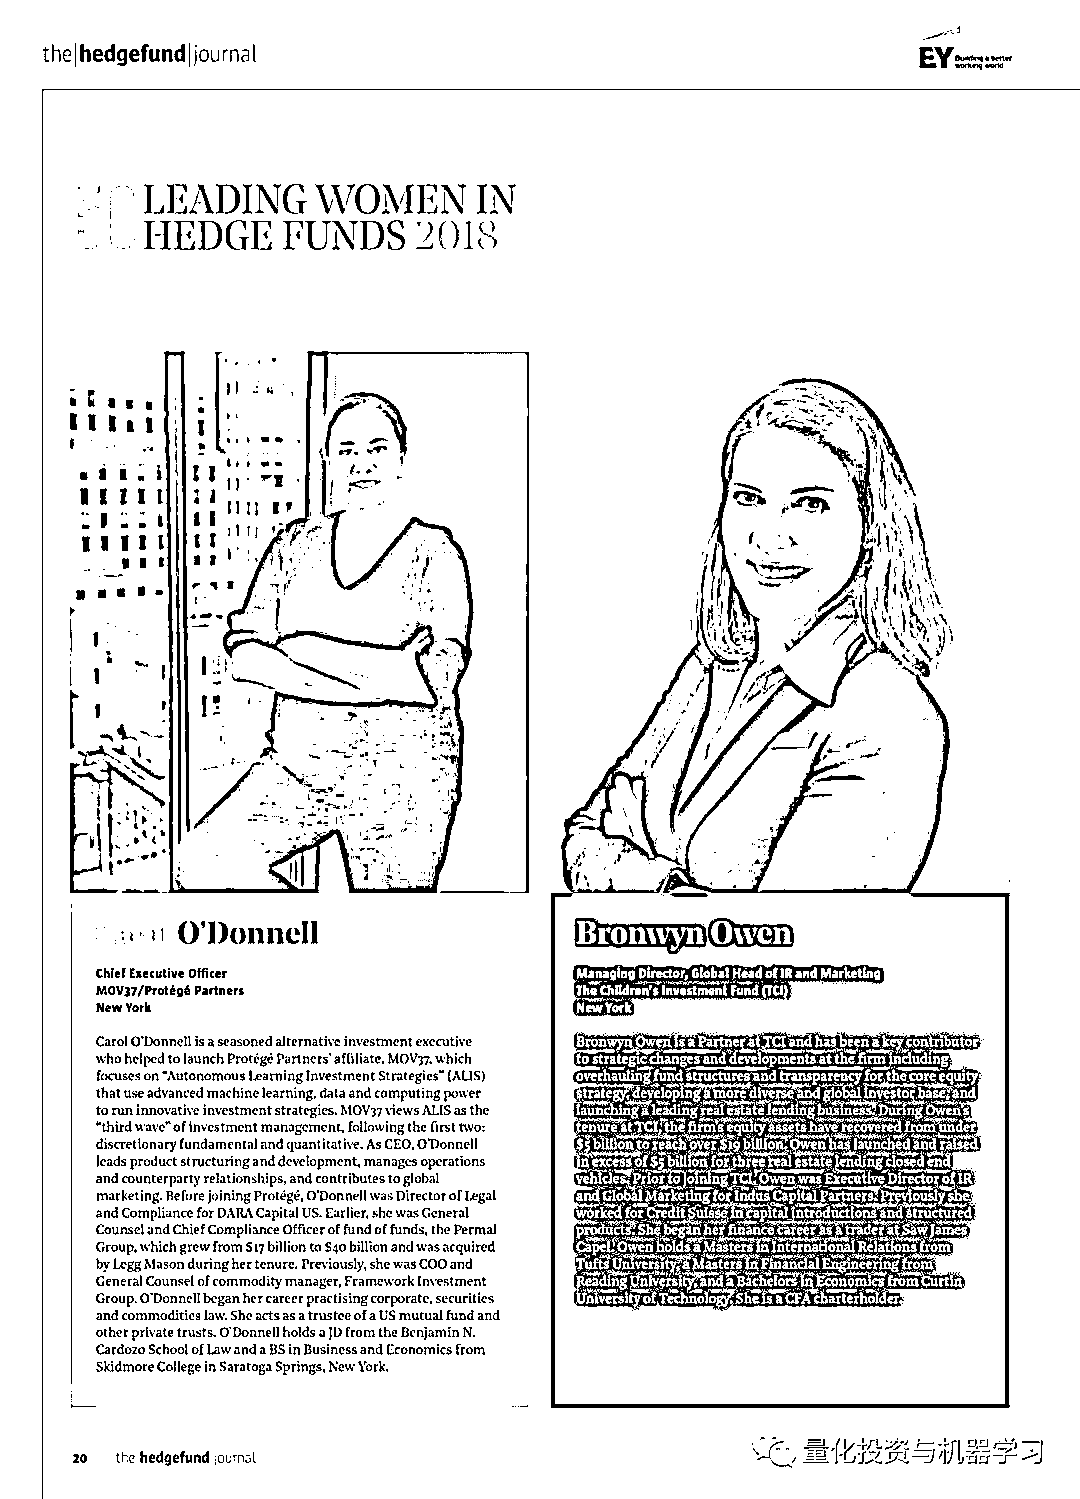 the|hedgefund|journal
EY Building a better
working world
LEADING WOMEN IN
HEDGE FUNDS 2018
O'Donnell
Chief Executive Officer
MOV37/Protégé Partners
New York
Carol O'Donnell is a seasoned alternative investment executive
who helped to launch Protége Partners' affiliate, MOV37, which
focuses on "Autonomous Learning Investment Strategies" (ALIS)
that use advanced machine learning, data and computing power
to run innovative investment strategies. MOV37 views ALIS as the
"third wave" of investment management, following the first two:
discretionary fundamental and quantitative. As CEO, O'Donnell
leads product structuring and development, manages operations
and counterparty relationships, and contributes to global
marketing. Before joining Protégé, O'Donnell was Director of Legal
and Compliance for DARA Capital US. Earlier, she was General
Counsel and Chief Compliance Officer of fund of funds, the Permal
Group, which grew from $17 billion to $40 billion and was acquired
by Legg Mason during her tenure. Previously, she was COO and
General Counsel of commodity manager, Framework Investment
Group. O'Donnell began her career practising corporate, securities
and commodities law. She acts as a trustee of a US mutual fund and
other private trusts. O'Donnell holds a JD from the Benjamin N.
Cardozo School of Law and a BS in Business and Economics from
Skidmore College in Saratoga Springs, New York.
Bronwyn Owen
Managing Director, Global Head of IR and Marketing
The Children's Investment Fund (TCI)
New York
Bronwyn Owen is a Partner at TCI and has been a key contributor
to strategic changes and developments at the firm including
overhauling fund structures and transparency for the core equity
strategy, developing a more diverse and global investor base, and
launching a leading real estate lending business. During Owen's
tenure at TCI, the firm's equity assets have recovered from under
$5 billion to reach over $19 billion. Owen has launched and raised
in excess of $5 billion for three real estate lending closed end
vehicles. Prior to joining TCI, Owen was Executive Director of IR
and Global Marketing for Indus Capital Partners. Previously she
worked for Credit Suisse in capital introductions and structured
products. She began her finance career as a trader at Saw James
Capel. Owen holds a Masters in International Relations from
Tufts University, a Masters in Financial Engineering from
Reading University, and a Bachelors in Economics from Curtin
University of Technology. She is a CFA charterholder.
20 the hedgefund journal
量化投资与机器学习